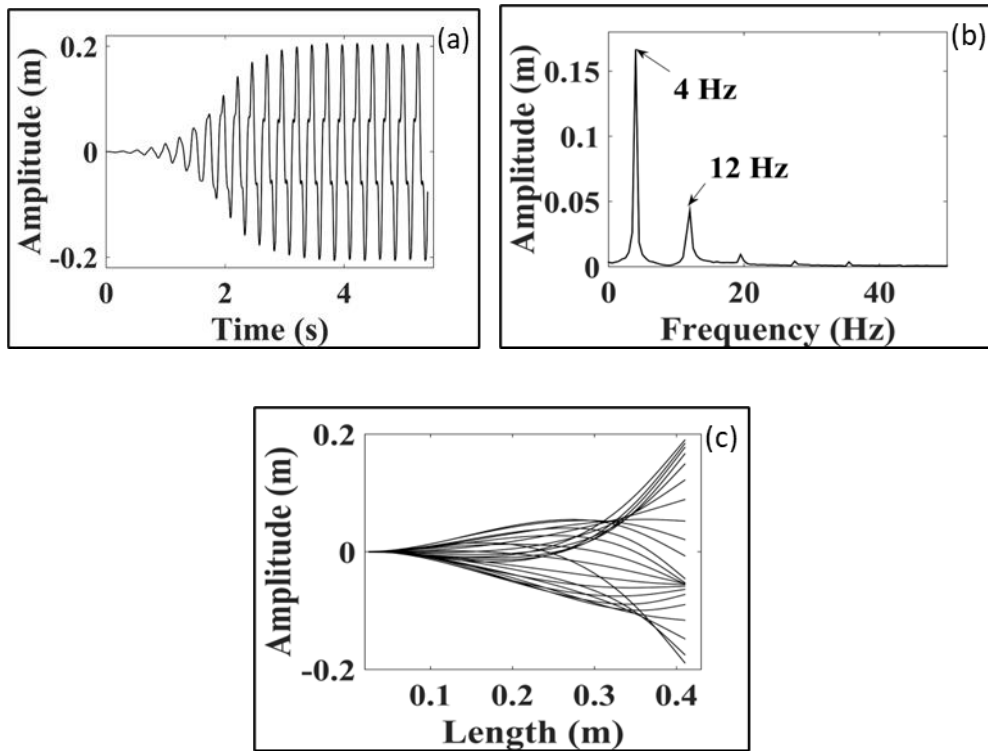 (a)
Amplitude (m)
0.2
0
-0.2
0 2 4
Time (s)
(b)
Amplitude (m)
0.15
0.1
0.05
0
4 Hz
12 Hz
0 20 40
Frequency (Hz)
(c)
Amplitude (m)
0.2
0
-0.2
0.1 0.2 0.3 0.4
Length (m)